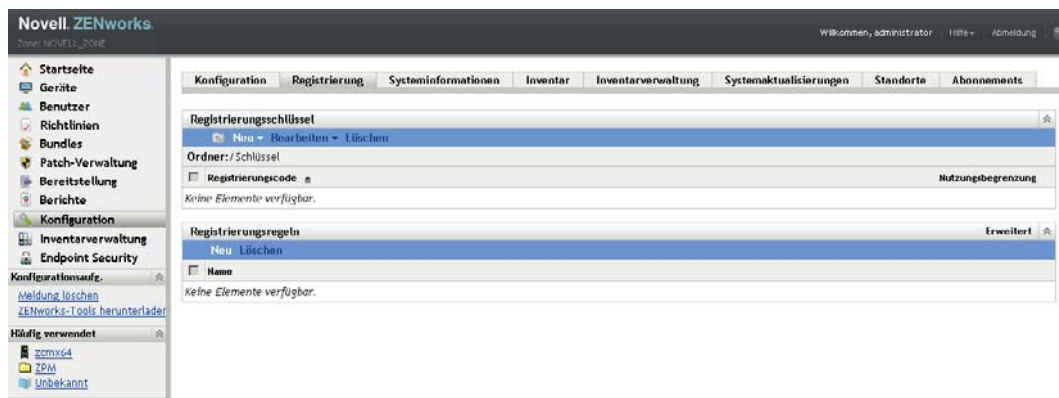 Novell. ZENworks.
Zone: NOVELL_ZONE
Willkommen, administrator Hilfe Abmeldung
Startseite
Geräte
Benutzer
Richtlinien
Bundles
Patch-Verwaltung
Bereitstellung
Berichte
Konfiguration
Inventarverwaltung
Endpoint Security
Konfigurationsaufg.
Meldung löschen
ZENworks-Tools herunterladen
Häufig verwendet
zcmx64
ZPM
Unbekannt
Konfiguration Registrierung Systeminformationen Inventar Inventarverwaltung Systemaktualisierungen Standorte Abonnements
Registrierungsschlüssel
Neu Bearbeiten Löschen
Ordner: / Schlüssel
Registrierungscode Nutzungsbegrenzung
Keine Elemente verfügbar.
Registrierungsregeln Erweitert
Neu Löschen
Name
Keine Elemente verfügbar.